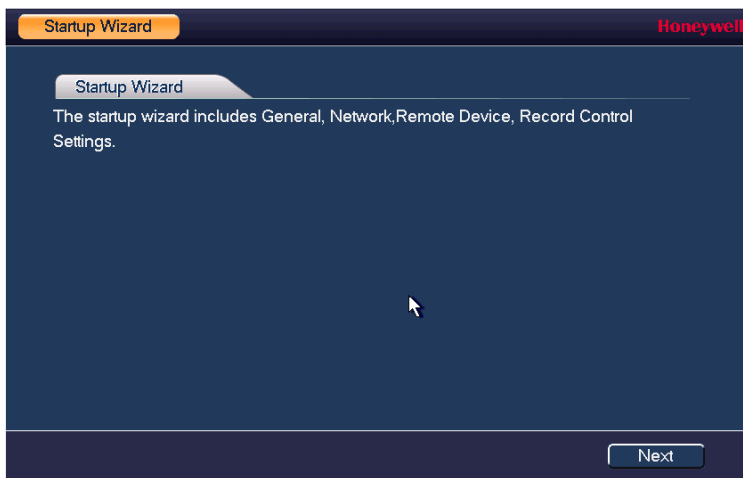 Startup Wizard
Honeywell
Startup Wizard
The startup wizard includes General, Network,Remote Device, Record Control
Settings.
Next